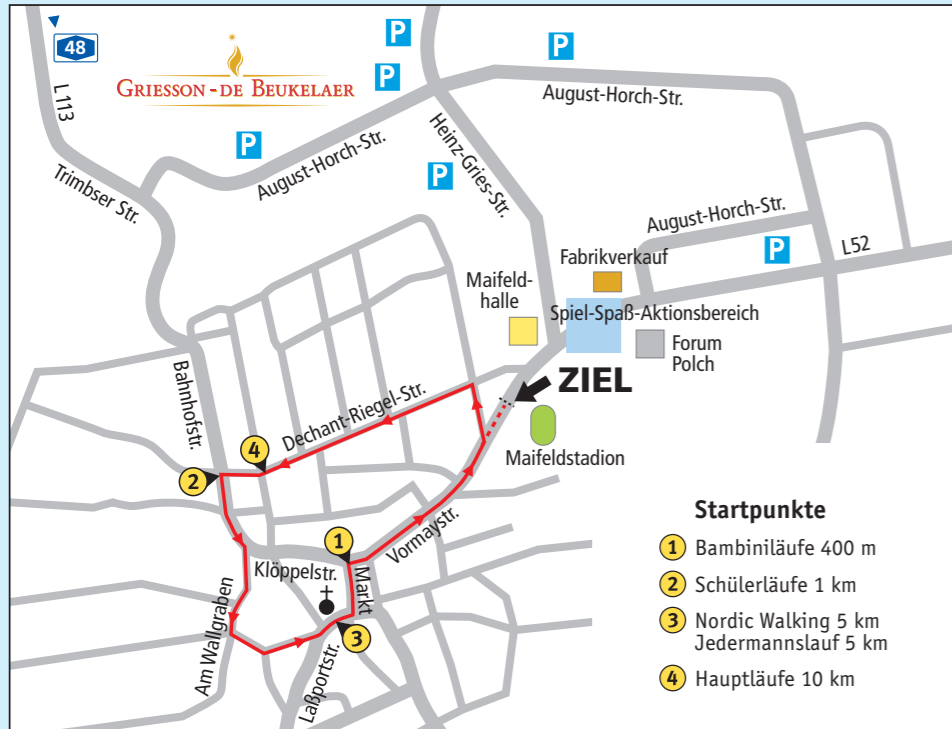 48
GRIESSON - DE BEUKELAER
L113
Trimbser Str.
P
P
P
P
P
P
August-Horch-Str.
August-Horch-Str.
August-Horch-Str.
Heinz-Gries-Str.
L52
Fabrikverkauf
Maifeld-
halle
Spiel-Spaß-Aktionsbereich
Forum
Polch
ZIEL
Maifeldstadion
Bahnhofstr.
Dechant-Riegel-Str.
4
2
1
3
Vormaystr.
Klöppelstr.
Markt
Am Wallgraben
Laßportstr.
Startpunkte
1 Bambiniläufe 400 m
2 Schülerläufe 1 km
3 Nordic Walking 5 km
Jedermannslauf 5 km
4 Hauptläufe 10 km